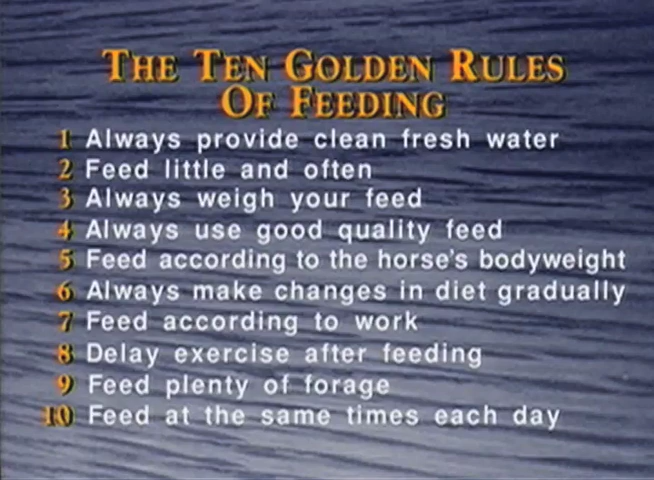 THE TEN GOLDEN RULES
OF FEEDING
1 Always provide clean fresh water
2 Feed little and often
3 Always weigh your feed
4 Always use good quality feed
5 Feed according to the horse's bodyweight
6 Always make changes in diet gradually
7 Feed according to work
8 Delay exercise after feeding
9 Feed plenty of forage
10 Feed at the same times each day